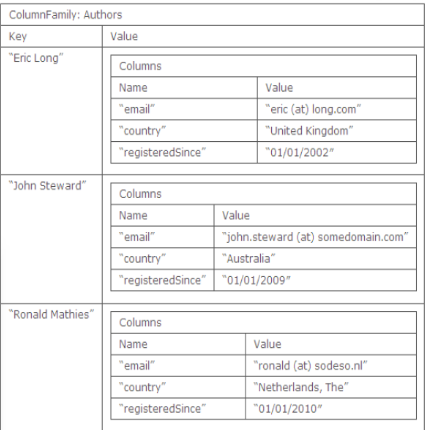 ColumnFamily: Authors
Key Value
“Eric Long”
Columns
Name Value
“email” “eric (at) long.com”
“country” “United Kingdom”
“registeredSince” “01/01/2002”
“John Steward”
Columns
Name Value
“email” “john.steward (at) somedomain.com”
“country” “Australia”
“registeredSince” “01/01/2009”
“Ronald Mathies”
Columns
Name Value
“email” “ronald (at) sodeso.nl”
“country” “Netherlands, The”
“registeredSince” “01/01/2010”